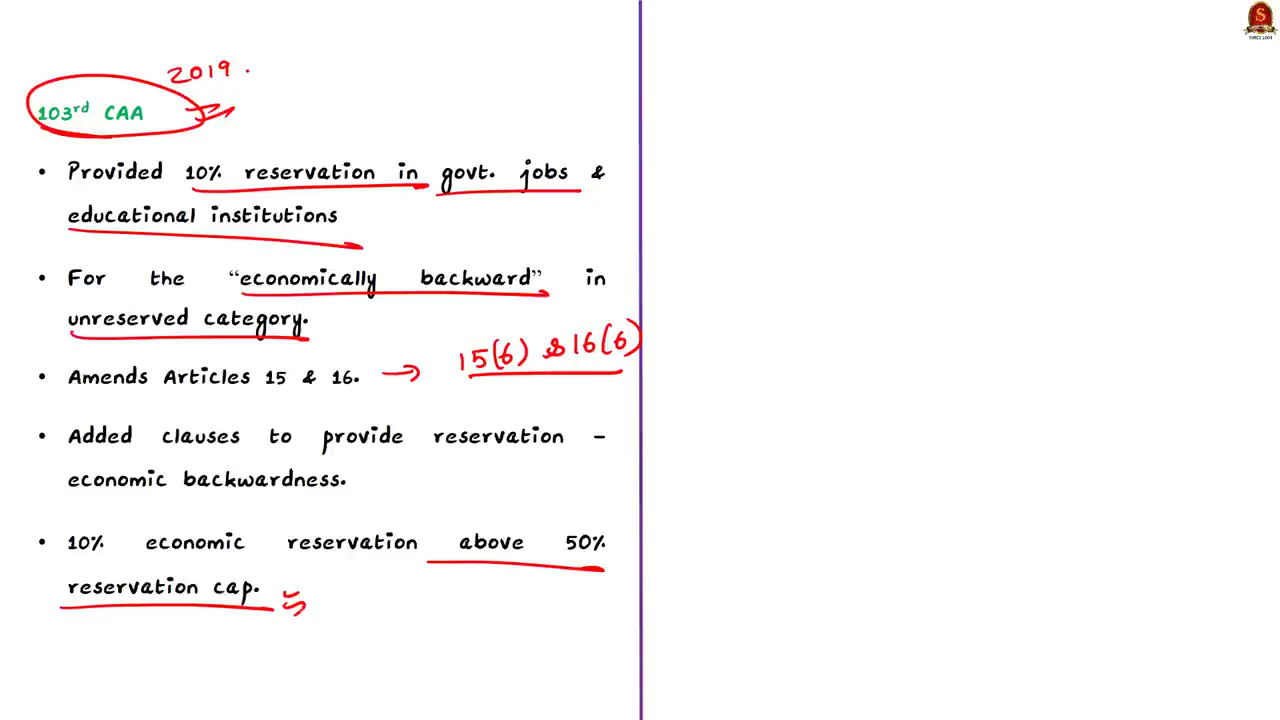 2019.
103rd CAA
• Provided 10% reservation in govt. jobs &
educational institutions
• For the “economically backward” in
unreserved category.
15(6) & 16(6)
• Amends Articles 15 & 16. →
• Added clauses to provide reservation –
economic backwardness.
• 10% economic reservation above 50%
reservation cap.
S
SINCE 2004